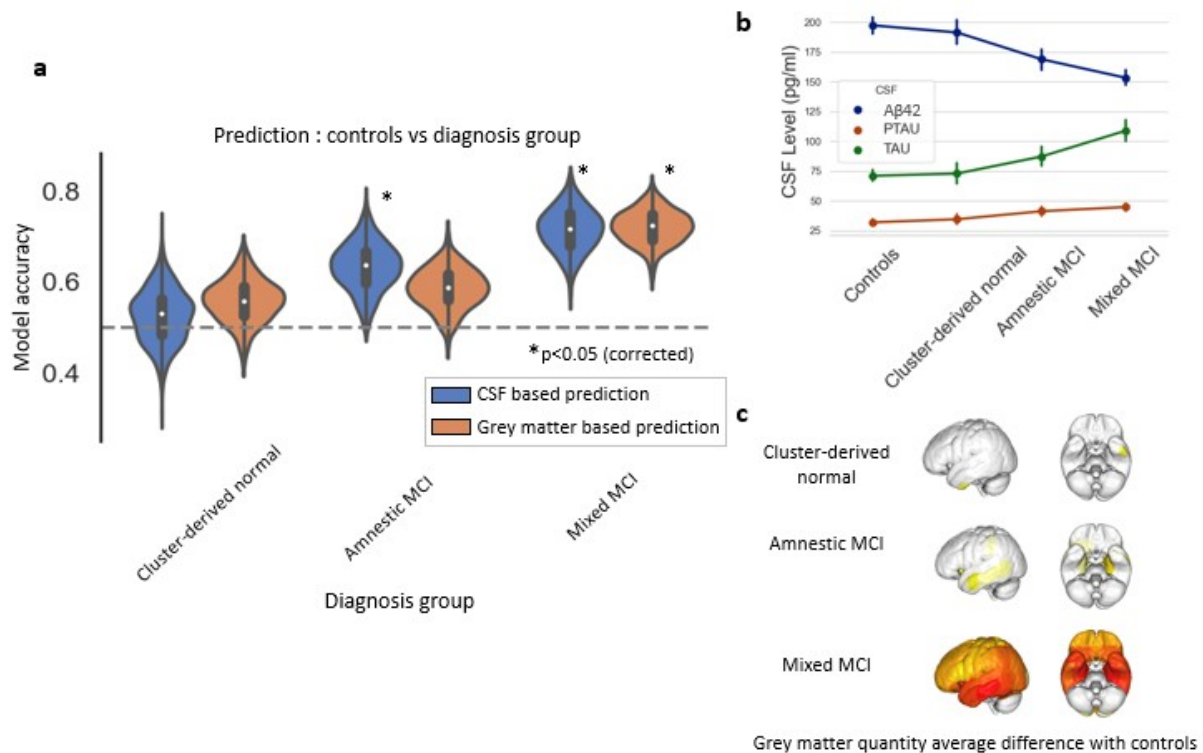 a
Prediction : controls vs diagnosis group
Model accuracy
0.8
0.6
0.4
*
*
*
*p<0.05 (corrected)
CSF based prediction
Grey matter based prediction
Cluster-derived normal
Amnestic MCI
Mixed MCI
Diagnosis group
b
CSF Level (pg/ml)
200
175
150
125
100
75
50
25
CSF
Aβ42
PTAU
TAU
Controls
Cluster-derived normal
Amnestic MCI
Mixed MCI
c
Cluster-derived
normal
Amnestic MCI
Mixed MCI
Grey matter quantity average difference with controls